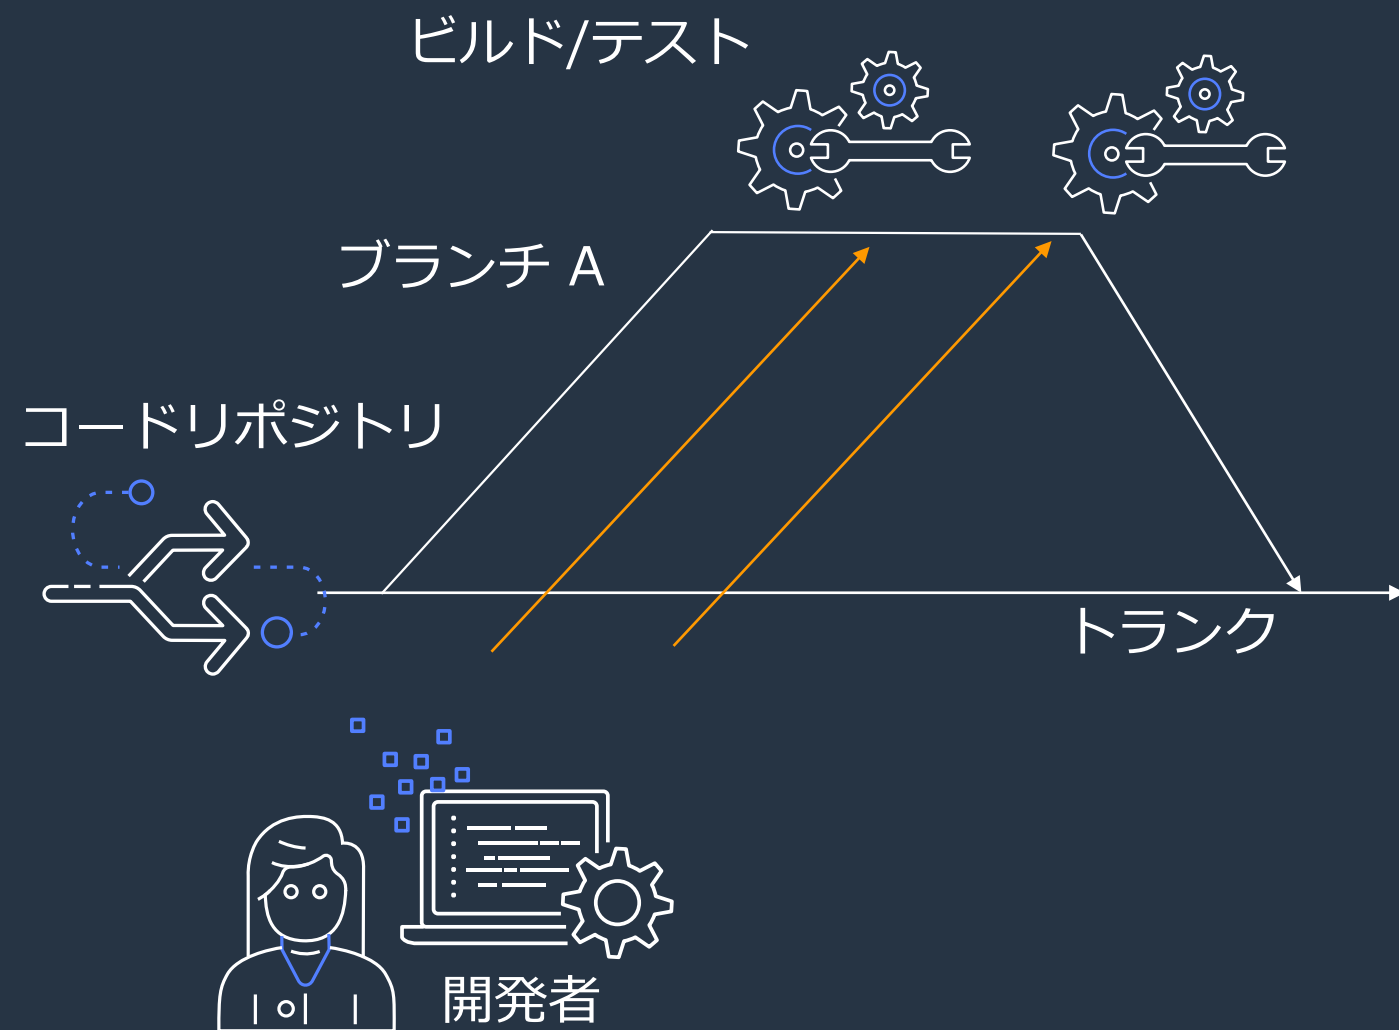 ビルド/テスト
ブランチ A
コードリポジトリ
トランク
開発者